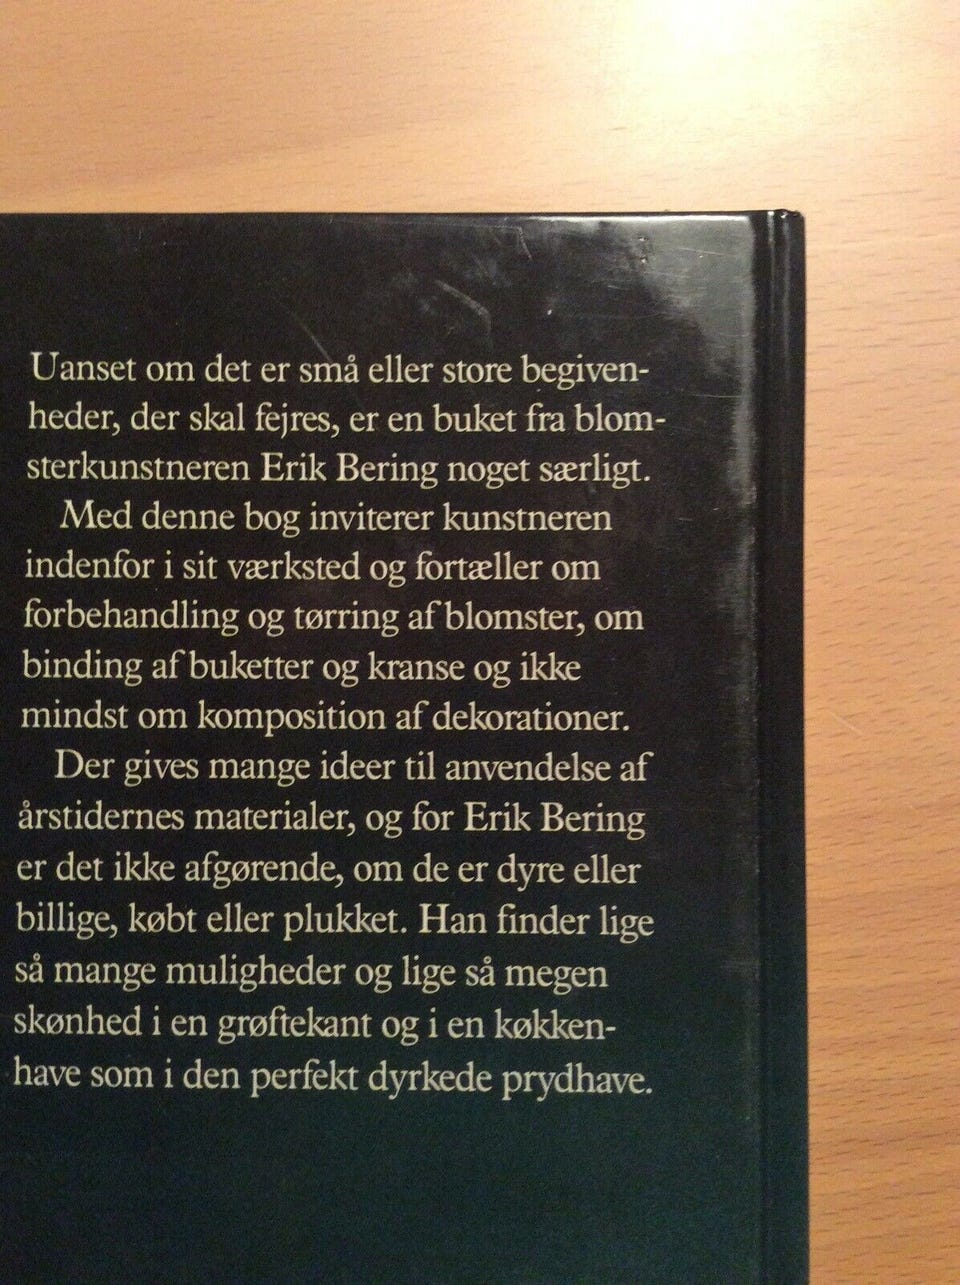 Uanset om det er små eller store begiven-
heder, der skal fejres, er en buket fra blom-
sterkunstneren Erik Bering noget særligt.
Med denne bog inviterer kunstneren
indenfor i sit værksted og fortæller om
forbehandling og tørring af blomster, om
binding af buketter og kranse og ikke
mindst om komposition af dekorationer.
Der gives mange ideer til anvendelse af
årstidernes materialer, og for Erik Bering
er det ikke afgørende, om de er dyre eller
billige, købt eller plukket. Han finder lige
så mange muligheder og lige så megen
skønhed i en grøftekant og i en køkken-
have som i den perfekt dyrkede prydhave.